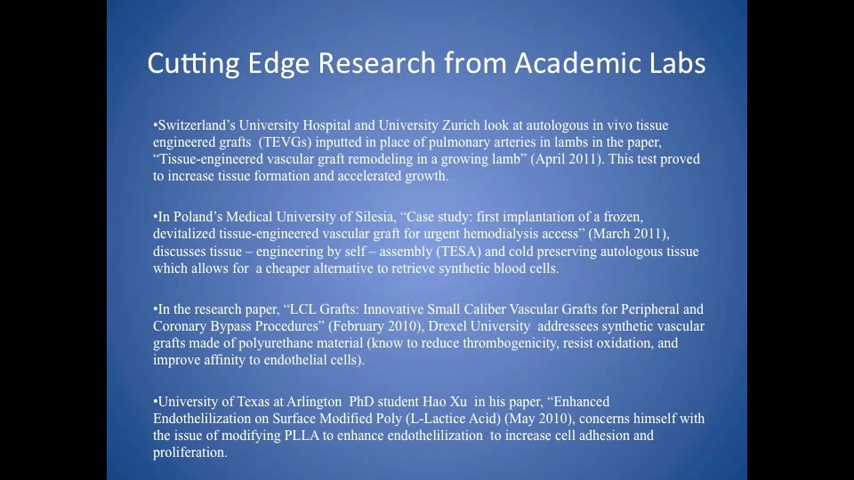 Cutting Edge Research from Academic Labs
•Switzerland’s University Hospital and University Zurich look at autologous in vivo tissue
engineered grafts (TEVGs) inputted in place of pulmonary arteries in lambs in the paper,
“Tissue-engineered vascular graft remodeling in a growing lamb” (April 2011). This test proved
to increase tissue formation and accelerated growth.
•In Poland’s Medical University of Silesia, “Case study: first implantation of a frozen,
devitalized tissue-engineered vascular graft for urgent hemodialysis access” (March 2011),
discusses tissue – engineering by self – assembly (TESA) and cold preserving autologous tissue
which allows for a cheaper alternative to retrieve synthetic blood cells.
•In the research paper, “LCL Grafts: Innovative Small Caliber Vascular Grafts for Peripheral and
Coronary Bypass Procedures” (February 2010), Drexel University addressees synthetic vascular
grafts made of polyurethane material (know to reduce thrombogenicity, resist oxidation, and
improve affinity to endothelial cells).
•University of Texas at Arlington PhD student Hao Xu in his paper, “Enhanced
Endothelilization on Surface Modified Poly (L-Lactice Acid) (May 2010), concerns himself with
the issue of modifying PLLA to enhance endothelilization to increase cell adhesion and
proliferation.